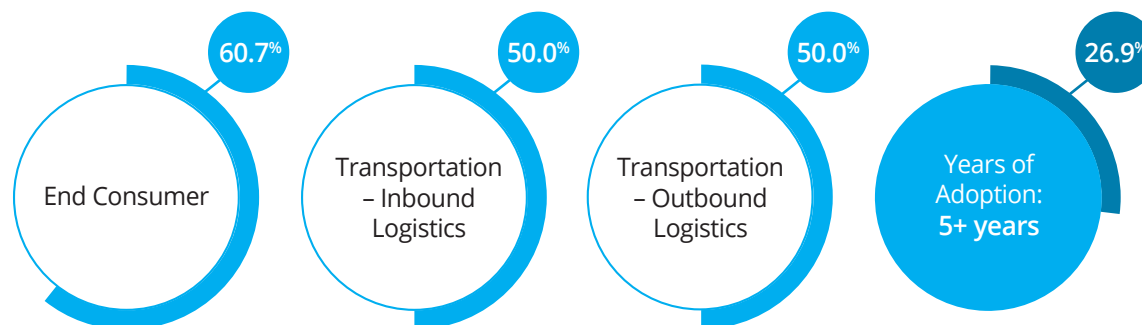 60.7%
50.0%
50.0%
26.9%
End Consumer
Transportation
– Inbound
Logistics
Transportation
– Outbound
Logistics
Years of
Adoption:
5+ years